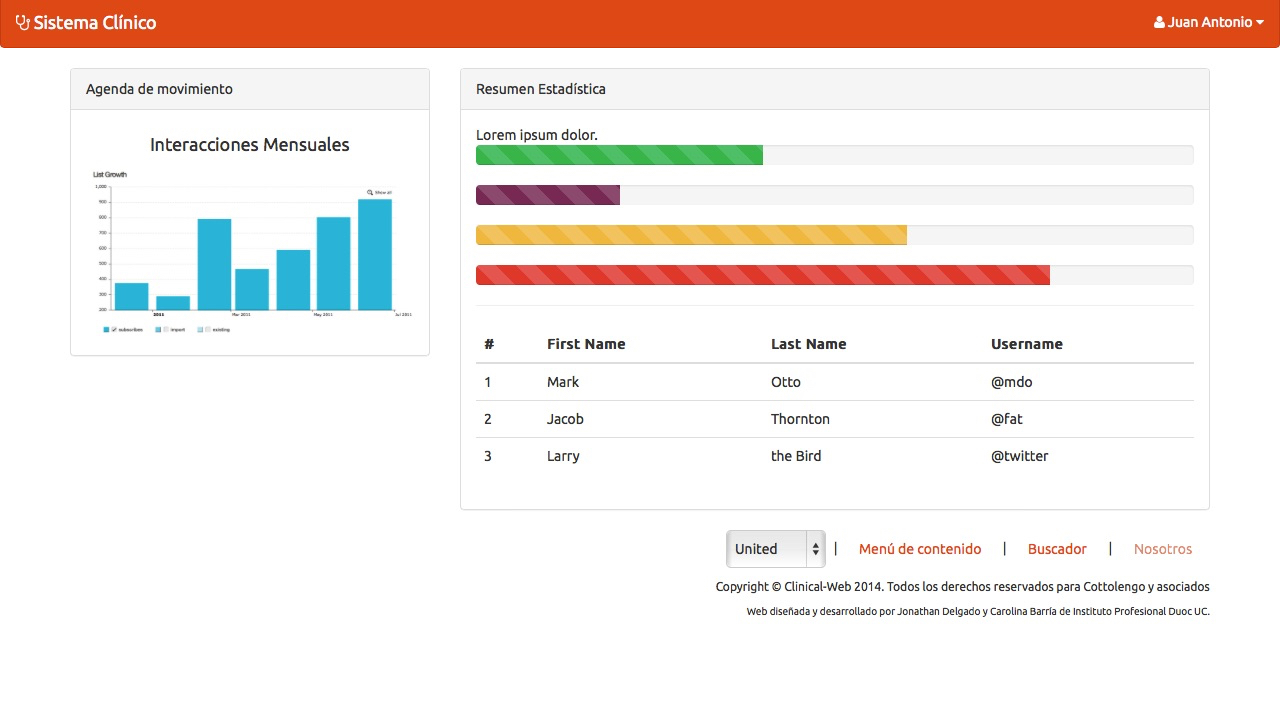 Sistema Clínico
Juan Antonio
Agenda de movimiento
Interacciones Mensuales
List Growth
Show all
1,000
900
800
700
600
500
400
300
200
2011
Mar 2011
May 2011
Jul 2011
subscribes
import
existing
Resumen Estadística
Lorem ipsum dolor.
# First Name Last Name Username
1 Mark Otto @mdo
2 Jacob Thornton @fat
3 Larry the Bird @twitter
United | Menú de contenido | Buscador | Nosotros
Copyright © Clinical-Web 2014. Todos los derechos reservados para Cottolengo y asociados
Web diseñada y desarrollado por Jonathan Delgado y Carolina Barría de Instituto Profesional Duoc UC.